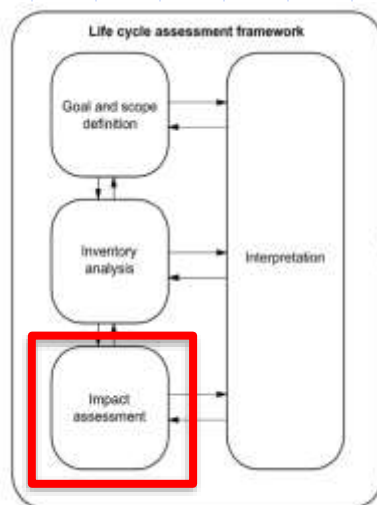 Life cycle assessment framework
Goal and scope
definition
Inventory
analysis
Interpretation
Impact
assessment